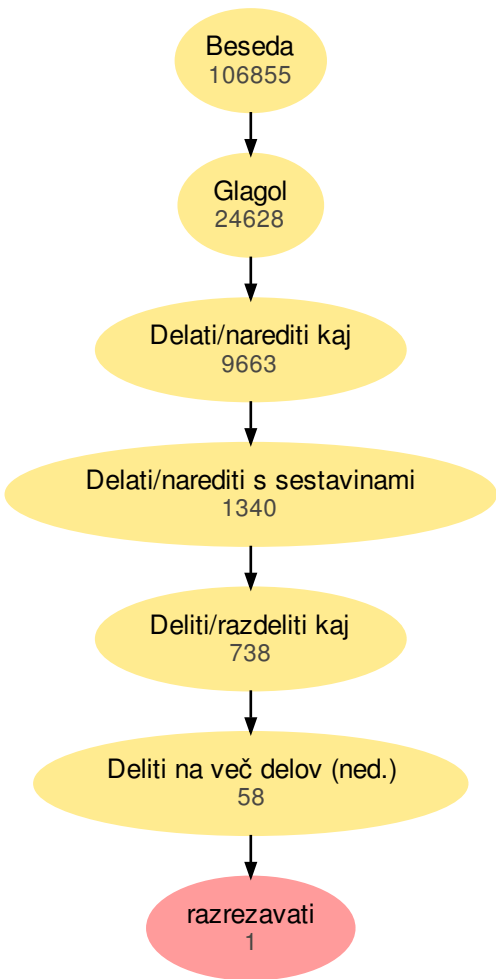 Beseda
106855
Glagol
24628
Delati/narediti kaj
9663
Delati/narediti s sestavinami
1340
Deliti/razdeliti kaj
738
Deliti na več delov (ned.)
58
razrezavati
1